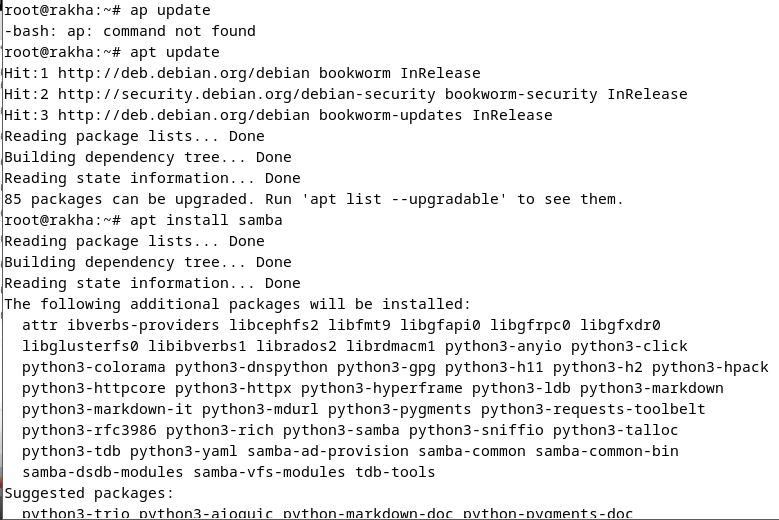 root@rakha:~# ap update
-bash: ap: command not found
root@rakha:~# apt update
Hit:1 http://deb.debian.org/debian bookworm InRelease
Hit:2 http://security.debian.org/debian-security bookworm-security InRelease
Hit:3 http://deb.debian.org/debian bookworm-updates InRelease
Reading package lists... Done
Building dependency tree... Done
Reading state information... Done
85 packages can be upgraded. Run 'apt list --upgradable' to see them.
root@rakha:~# apt install samba
Reading package lists... Done
Building dependency tree... Done
Reading state information... Done
The following additional packages will be installed:
attr ibverbs-providers libcephfs2 libfmt9 libgfapi0 libgfrpc0 libgfxdr0
libglusterfs0 libibverbs1 librados2 librdmacm1 python3-anyio python3-click
python3-colorama python3-dnspython python3-gpg python3-h11 python3-h2 python3-hpack
python3-httpcore python3-httpx python3-hyperframe python3-ldb python3-markdown
python3-markdown-it python3-mdurl python3-pygments python3-requests-toolbelt
python3-rfc3986 python3-rich python3-samba python3-sniffio python3-talloc
python3-tdb python3-yaml samba-ad-provision samba-common samba-common-bin
samba-dsdb-modules samba-vfs-modules tdb-tools
Suggested packages:
python3-trio python3-aioquic python-markdown-doc python-pygments-doc